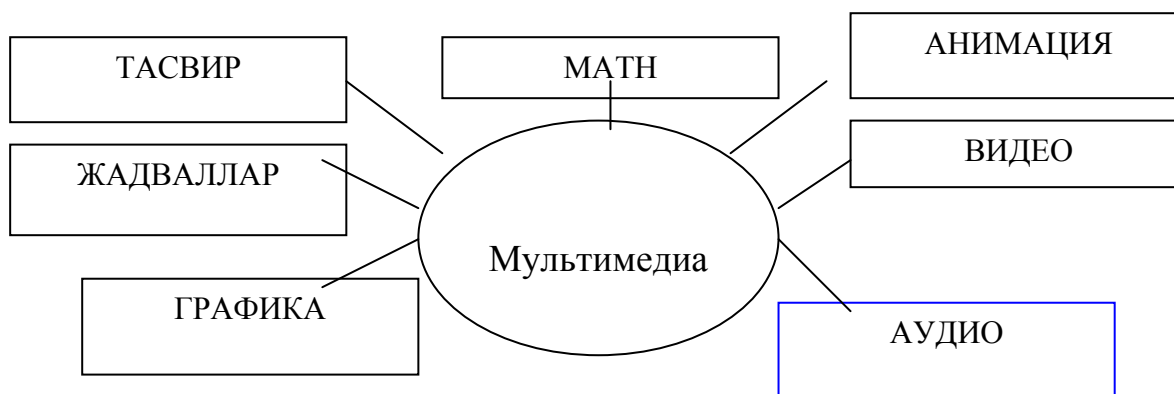 ТАСВИР
МАТН
АНИМАЦИЯ
ЖАДВАЛЛАР
ВИДЕО
Мультимедиа
ГРАФИКА
АУДИО